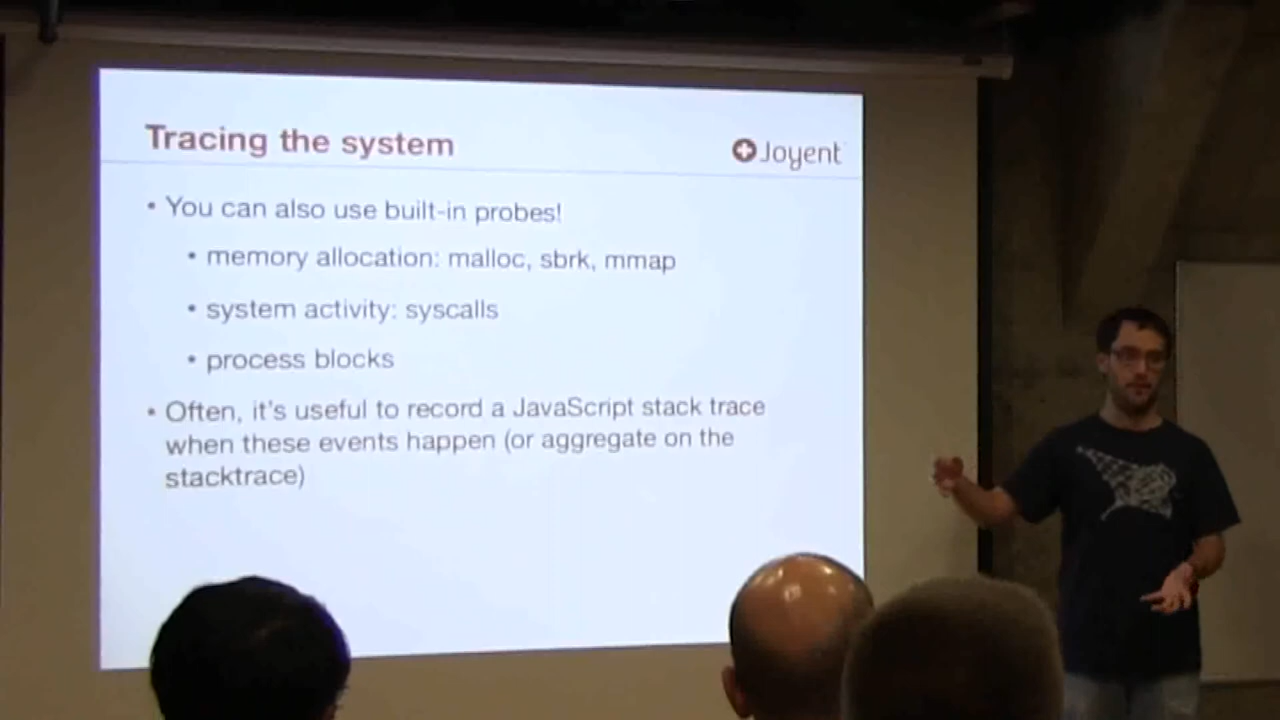 Tracing the system
Joyent
• You can also use built-in probes!
• memory allocation: malloc, sbrk, mmap
• system activity: syscalls
• process blocks
• Often, it's useful to record a JavaScript stack trace
when these events happen (or aggregate on the
stacktrace)